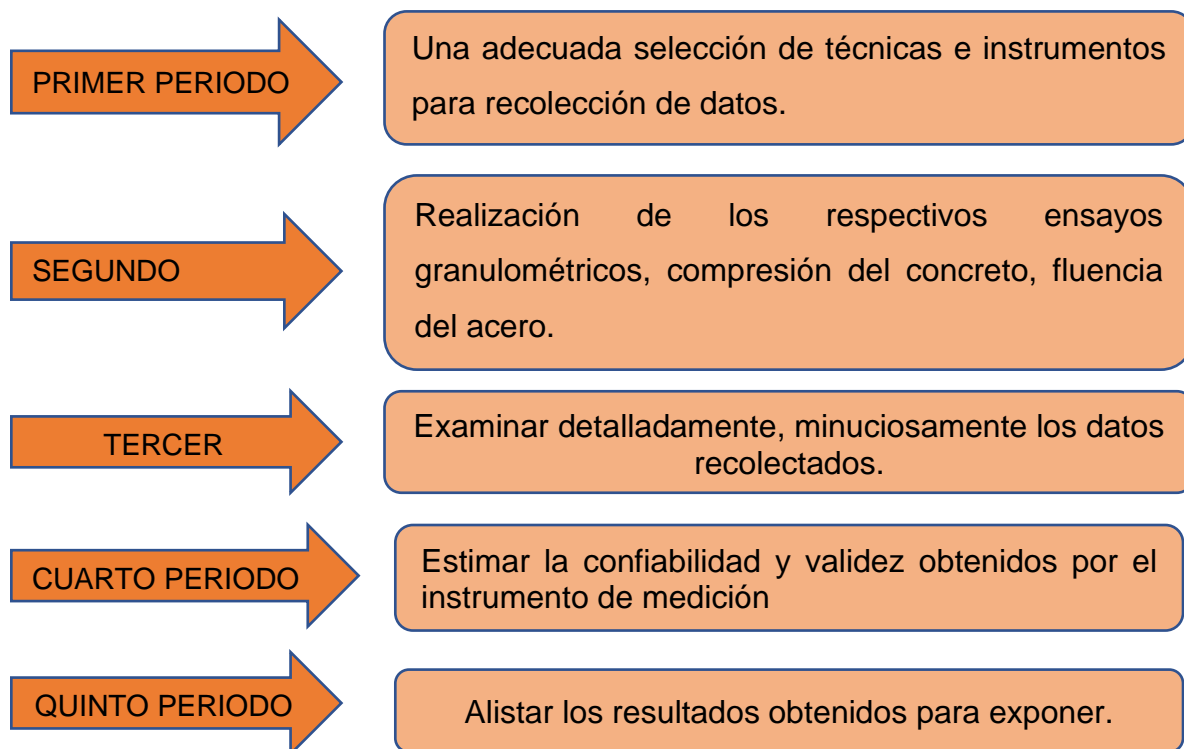 PRIMER PERIODO
Una adecuada selección de técnicas e instrumentos
para recolección de datos.
SEGUNDO
Realización de los respectivos ensayos
granulométricos, compresión del concreto, fluencia
del acero.
TERCER
Examinar detalladamente, minuciosamente los datos
recolectados.
CUARTO PERIODO
Estimar la confiabilidad y validez obtenidos por el
instrumento de medición
QUINTO PERIODO
Alistar los resultados obtenidos para exponer.